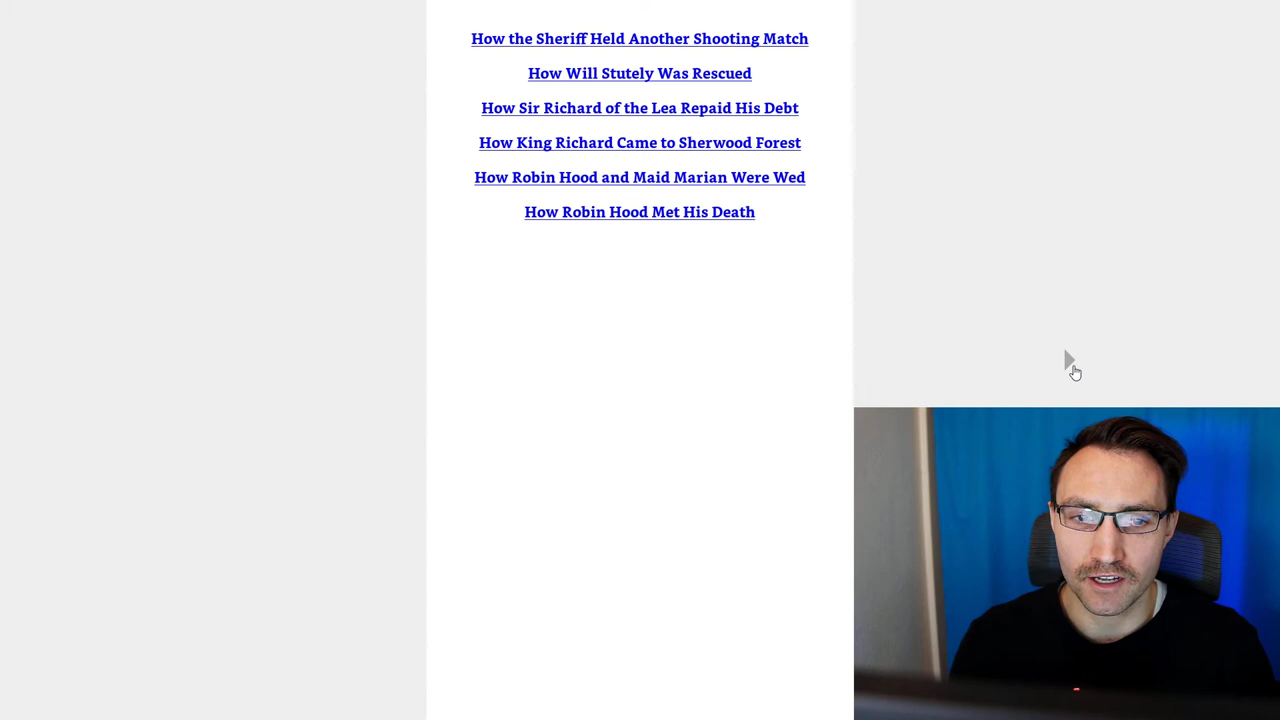 How the Sheriff Held Another Shooting Match
How Will Stutely Was Rescued
How Sir Richard of the Lea Repaid His Debt
How King Richard Came to Sherwood Forest
How Robin Hood and Maid Marian Were Wed
How Robin Hood Met His Death